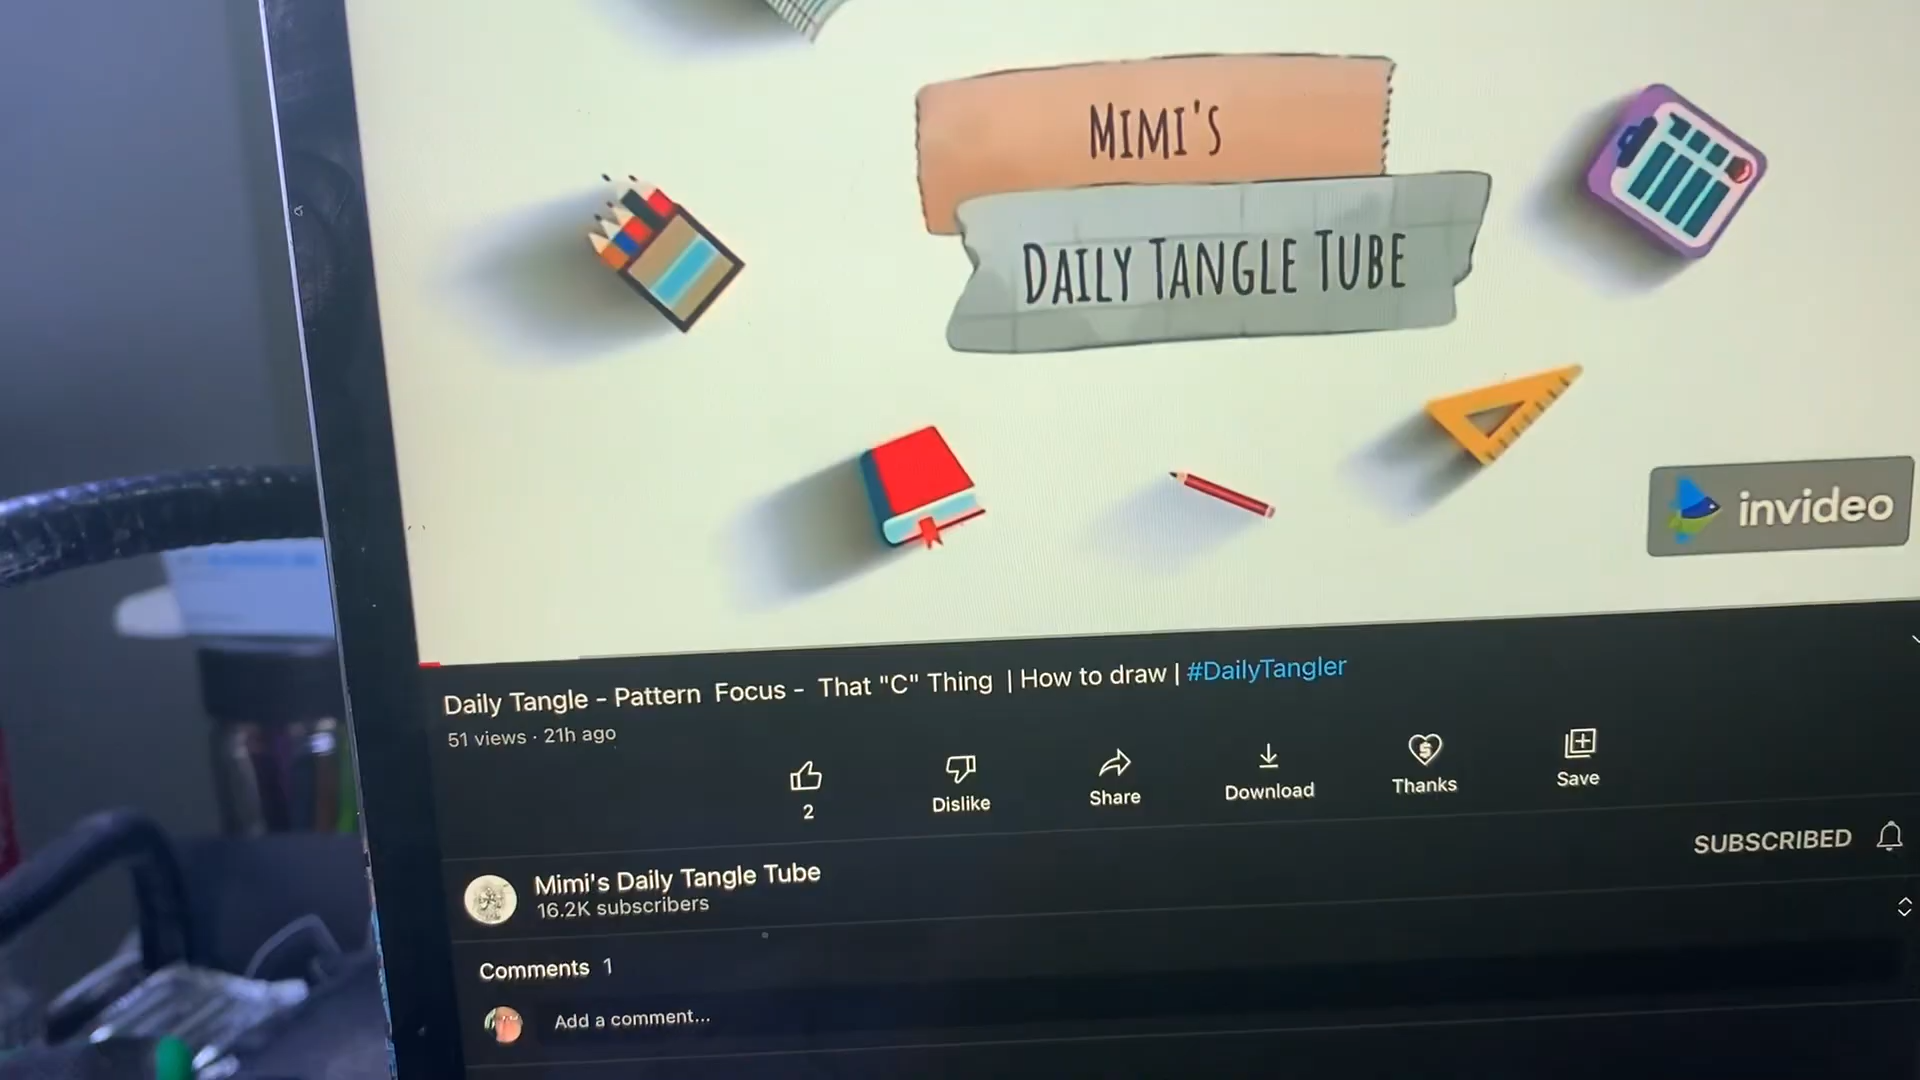 MIMI'S
DAILY TANGLE TUBE
invideo
Daily Tangle - Pattern Focus - That "C" Thing | How to draw | #DailyTangler
51 views · 21h ago
2
Dislike
Share
Download
Thanks
Save
SUBSCRIBED
Mimi's Daily Tangle Tube
16.2K subscribers
Comments 1
Add a comment...